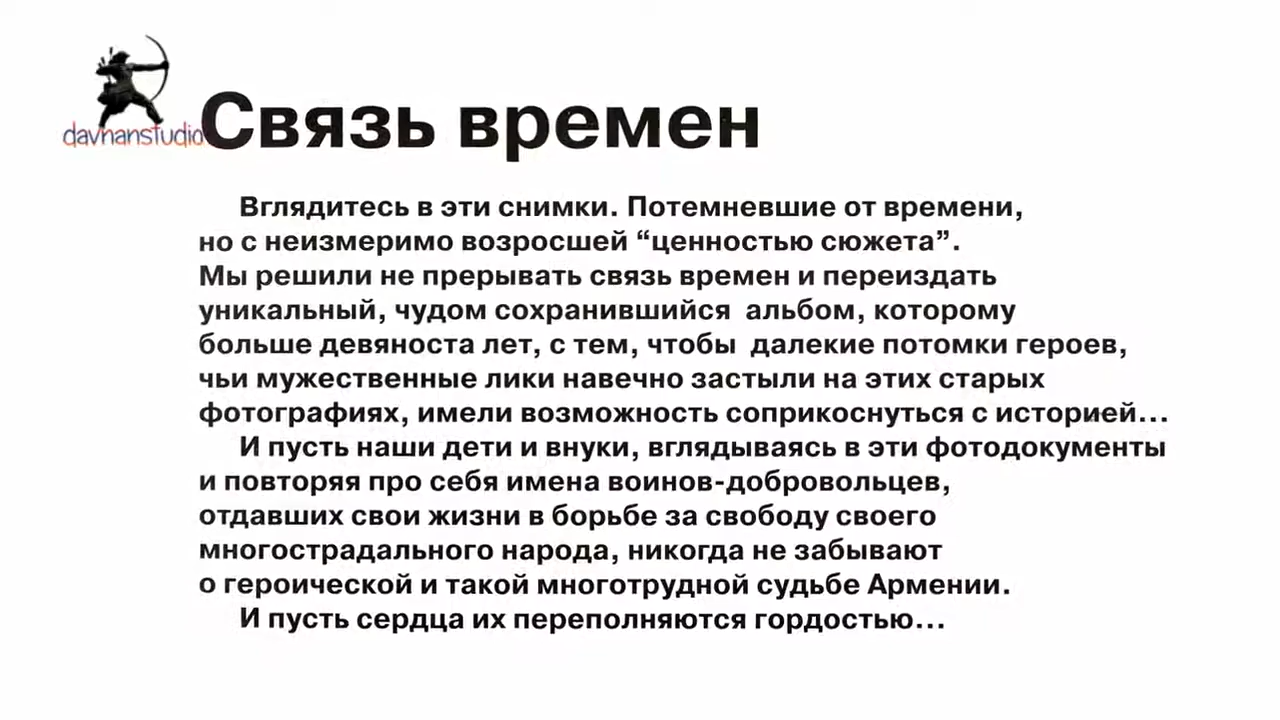 davnanstudio
Связь времен
Вглядитесь в эти снимки. Потемневшие от времени,
но с неизмеримо возросшей “ценностью сюжета”.
Мы решили не прерывать связь времен и переиздать
уникальный, чудом сохранившийся альбом, которому
больше девяноста лет, с тем, чтобы далекие потомки героев,
чьи мужественные лики навечно застыли на этих старых
фотографиях, имели возможность соприкоснуться с историей...
И пусть наши дети и внуки, вглядываясь в эти фотодокументы
и повторяя про себя имена воинов-добровольцев,
отдавших свои жизни в борьбе за свободу своего
многострадального народа, никогда не забывают
о героической и такой многотрудной судьбе Армении.
И пусть сердца их переполняются гордостью...